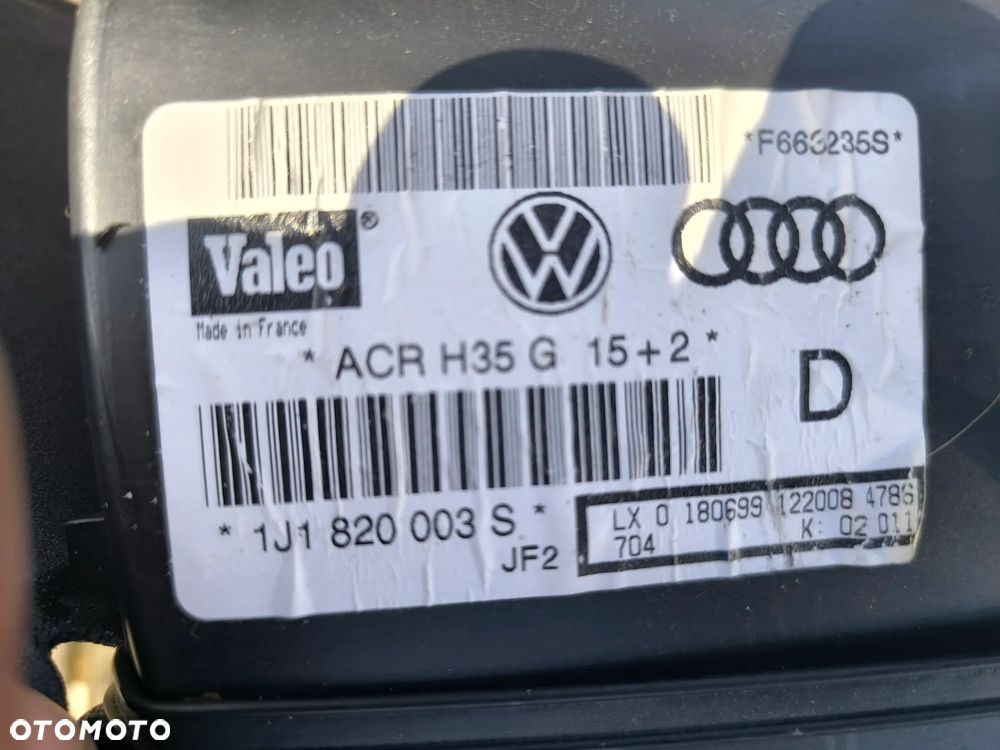 *F663235S*
Valeo®
Made in France
* ACR H35 G 15+2 *
D
* 1J1 820 003 S *
JF2
LX 0 180699 122008 4786
704 K: 02 011
OTOMOTO